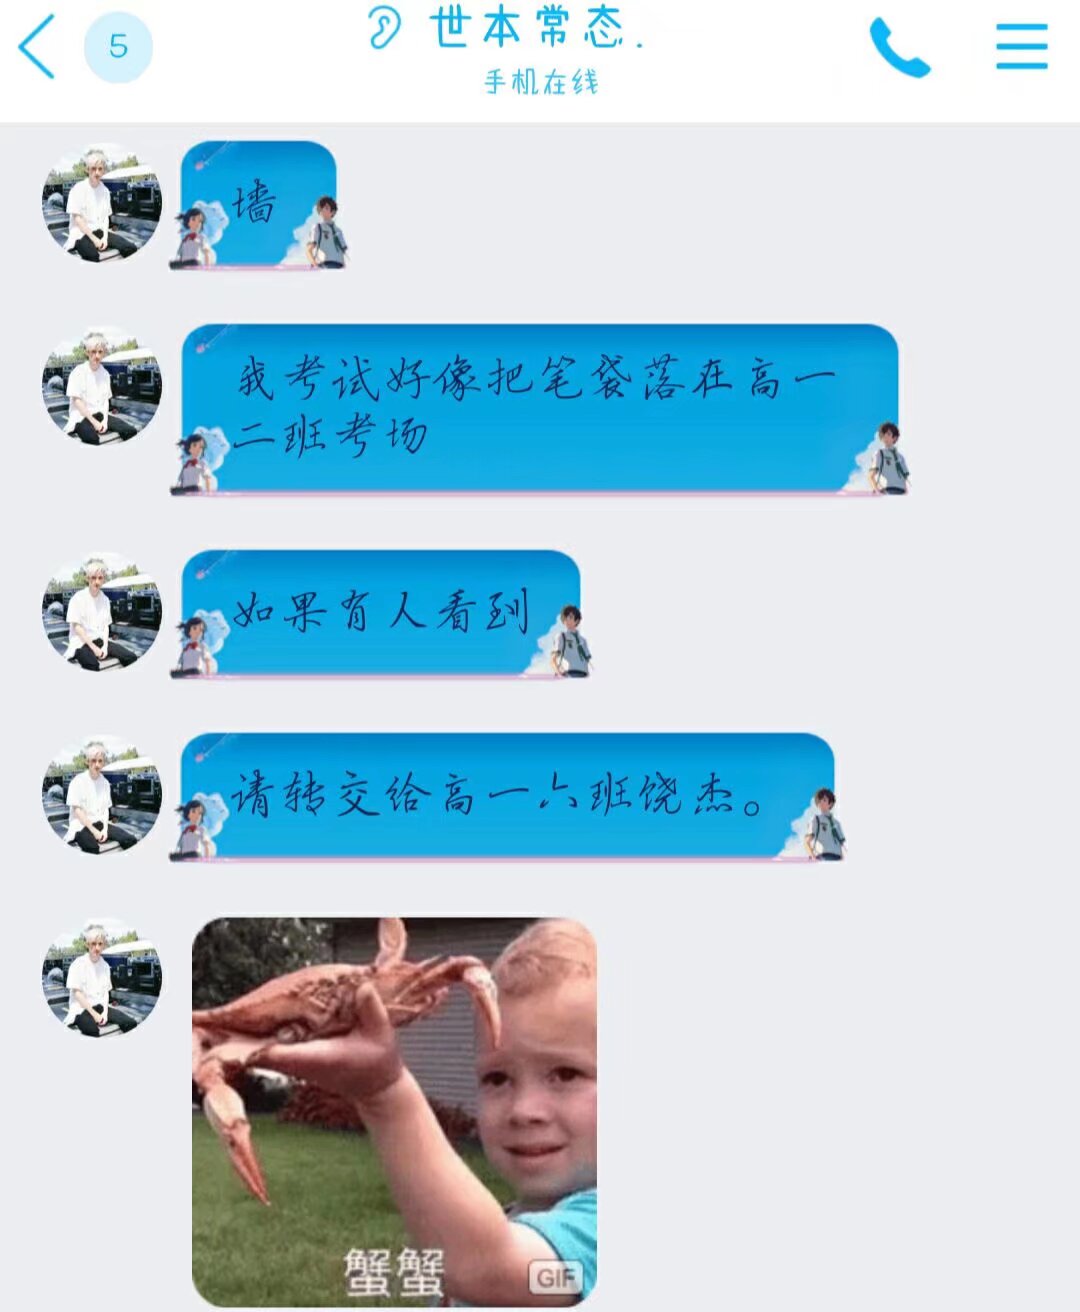 5
世本常态.
手机在线
墙
我考试好像把笔袋落在高一
二班考场
如果有人看到
请转交给高一六班饶杰。
蟹蟹
GIF